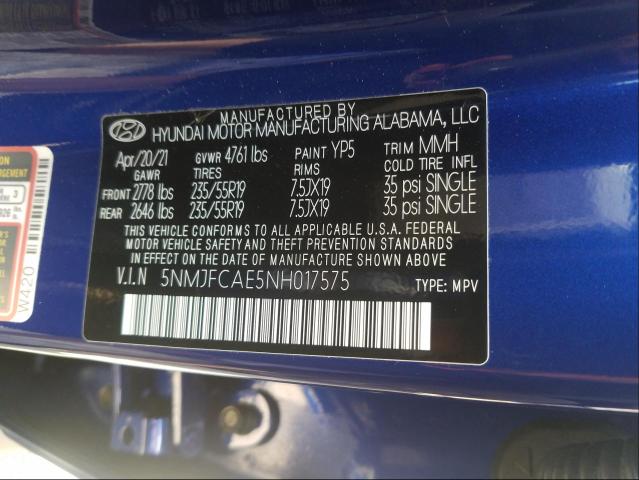 MANUFACTURED BY
HYUNDAI MOTOR MANUFACTURING ALABAMA, LLC
Apr/20/21 GVWR 4761 lbs PAINT YP5 TRIM MMH
GAWR TIRES COLD TIRE INFL
FRONT 2778 lbs 235/55R19 7.5JX19 35 psi SINGLE
REAR 2646 lbs 235/55R19 7.5JX19 35 psi SINGLE
THIS VEHICLE CONFORMS TO ALL APPLICABLE U.S.A. FEDERAL
MOTOR VEHICLE SAFETY, BUMPER, AND THEFT PREVENTION STANDARDS
IN EFFECT ON THE DATE OF MANUFACTURE SHOWN ABOVE.
V.I.N 5NMJFCAE5NH017575 TYPE: MPV
3
W420